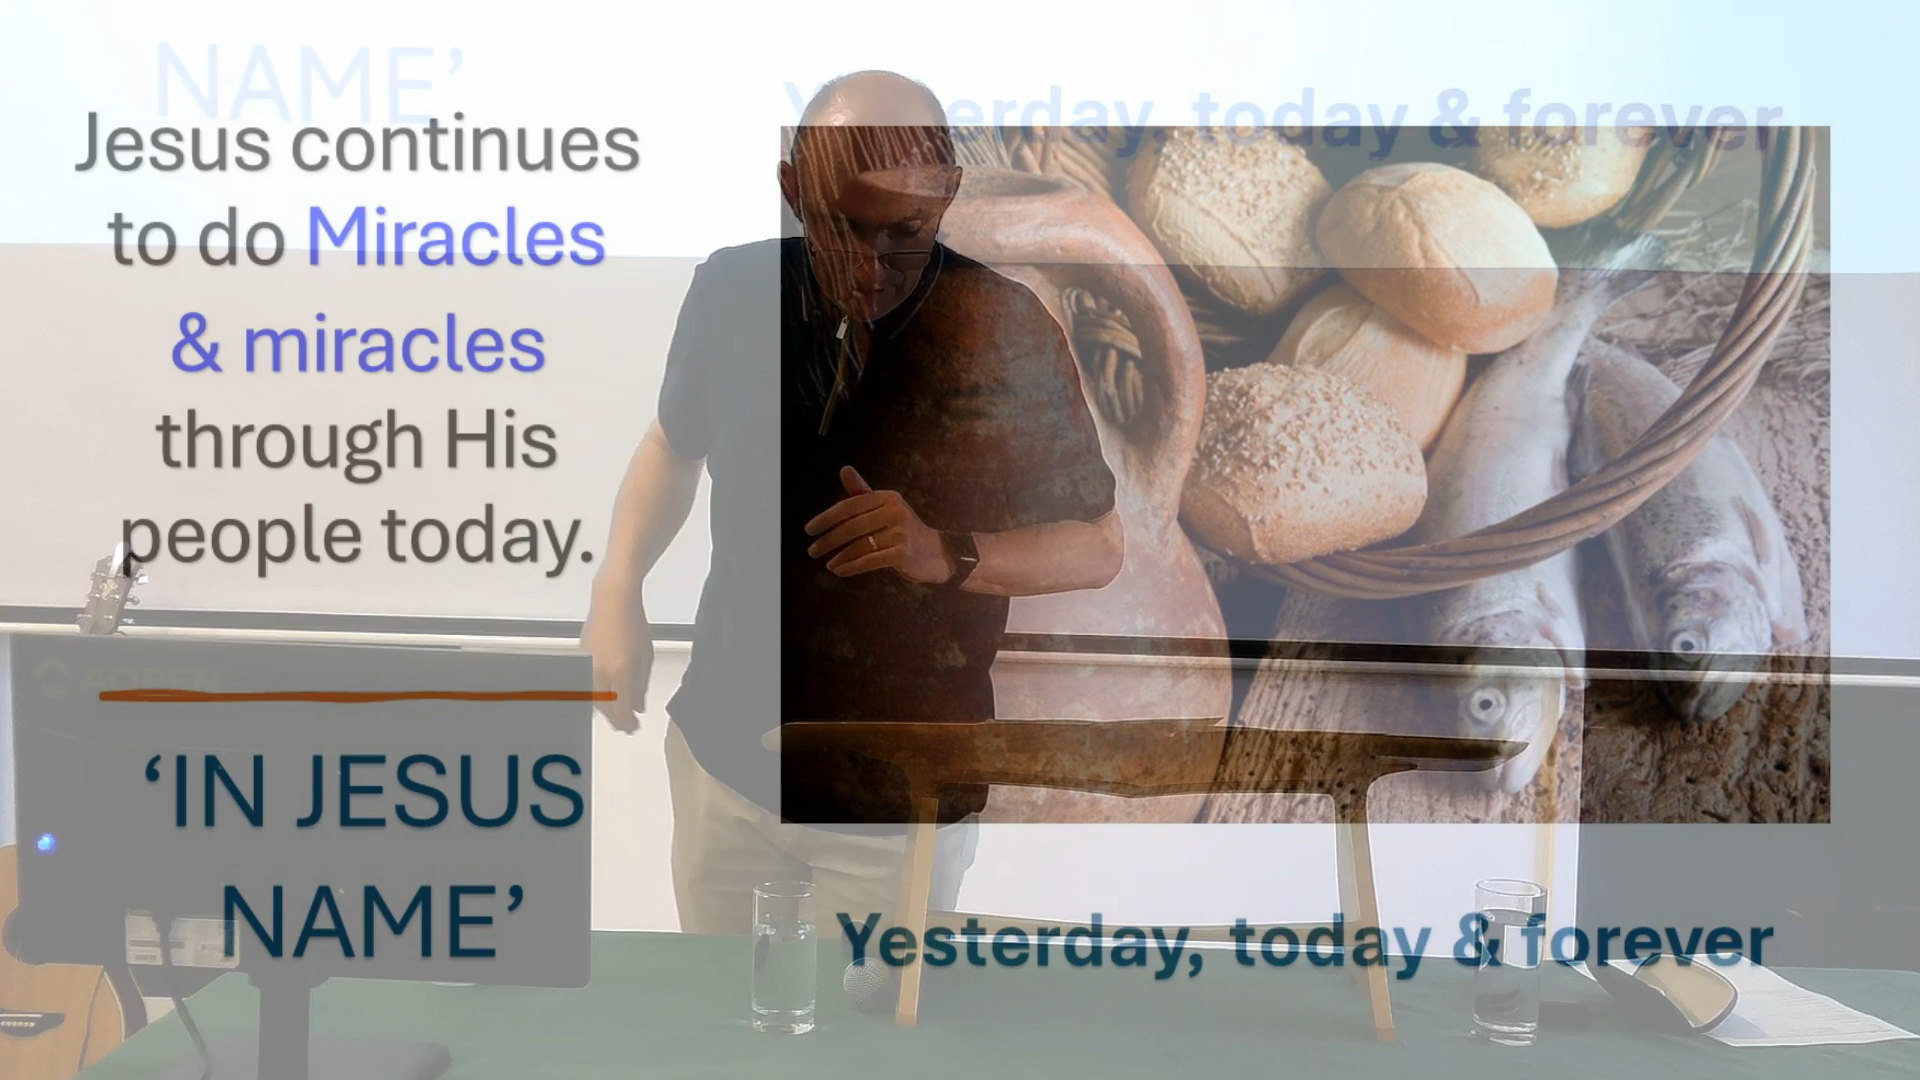 NAME’
Yesterday, today & forever
Jesus continues
to do Miracles
& miracles
through His
people today.
AOPEN
‘IN JESUS
NAME’
Yesterday, today & forever